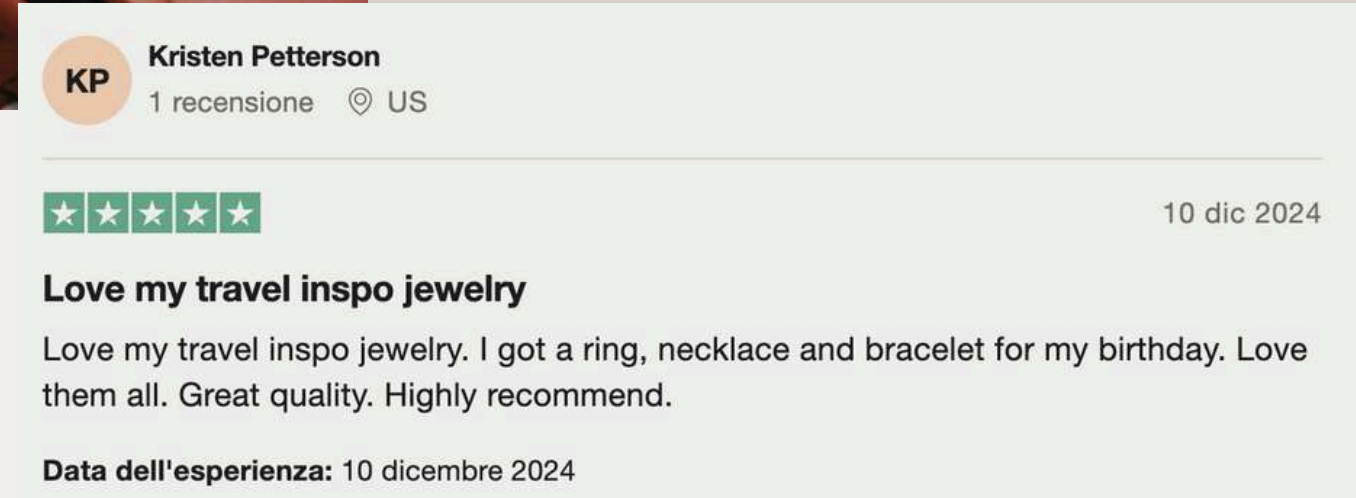 KP
Kristen Petterson
1 recensione US
10 dic 2024
Love my travel inspo jewelry
Love my travel inspo jewelry. I got a ring, necklace and bracelet for my birthday. Love
them all. Great quality. Highly recommend.
Data dell'esperienza: 10 dicembre 2024